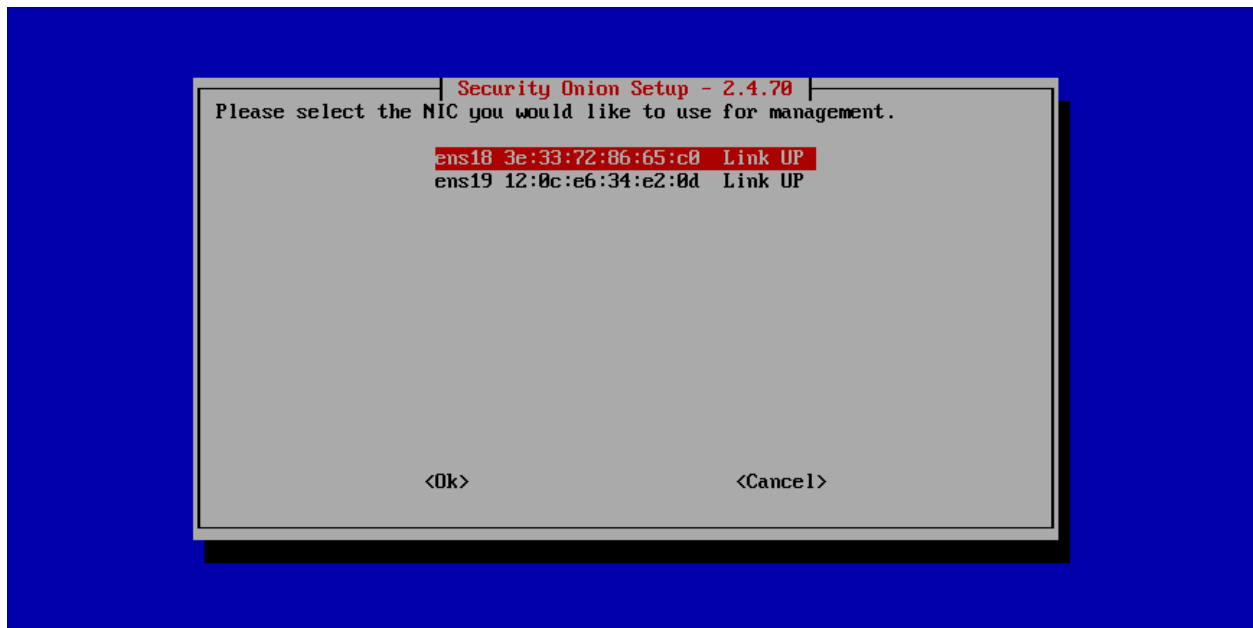 Security Onion Setup - 2.4.70
Please select the NIC you would like to use for management.
ens18 3e:33:72:86:65:c0 Link UP
ens19 12:0c:e6:34:e2:0d Link UP
<Ok> <Cancel>